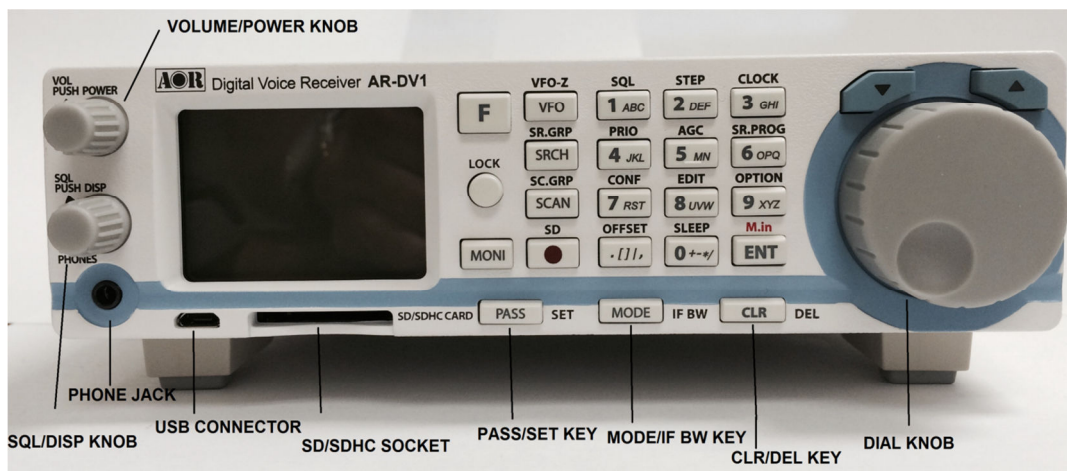 VOLUME/POWER KNOB
VOL
PUSH POWER
AOR Digital Voice Receiver AR-DV1
F
VFO-Z SQL STEP CLOCK
VFO 1 ABC 2 DEF 3 GHI
SR.GRP PRIO AGC SR.PROG
LOCK SRCH 4 JKL 5 MN 6 OPQ
SQL
PUSH DISP
SC.GRP CONF EDIT OPTION
SCAN 7 RST 8 UVW 9 XYZ
SD OFFSET SLEEP M.in
MONI .[]|, 0 +-*/ ENT
PHONES
SD/SDHC CARD PASS SET MODE IF BW CLR DEL
PHONE JACK
USB CONNECTOR
SQL/DISP KNOB
SD/SDHC SOCKET
PASS/SET KEY
MODE/IF BW KEY
CLR/DEL KEY
DIAL KNOB